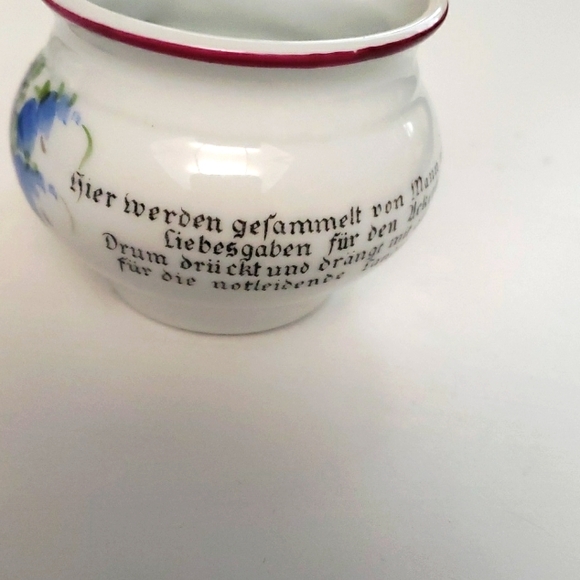 Hier werden gesammelt von
Liebesgaben für den
Drum drückt und drängt
für die notleidende